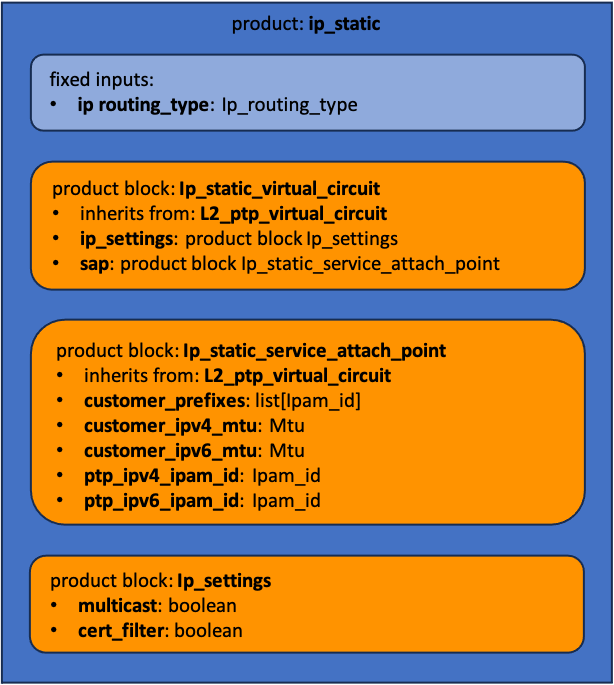 product: ip_static
fixed inputs:
• ip routing_type: Ip_routing_type
product block: Ip_static_virtual_circuit
• inherits from: L2_ptp_virtual_circuit
• ip_settings: product block Ip_settings
• sap: product block Ip_static_service_attach_point
product block: Ip_static_service_attach_point
• inherits from: L2_ptp_virtual_circuit
• customer_prefixes: list[Ipam_id]
• customer_ipv4_mtu: Mtu
• customer_ipv6_mtu: Mtu
• ptp_ipv4_ipam_id: Ipam_id
• ptp_ipv6_ipam_id: Ipam_id
product block: Ip_settings
• multicast: boolean
• cert_filter: boolean